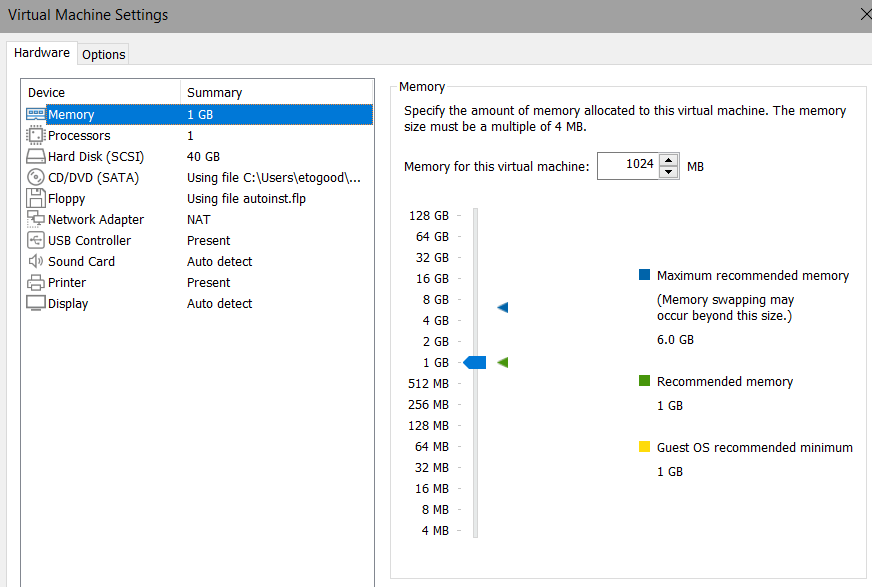 Virtual Machine Settings
Hardware Options
Device Summary
Memory 1 GB
Processors 1
Hard Disk (SCSI) 40 GB
CD/DVD (SATA) Using file C:\Users\etogood\...
Floppy Using file autoinst.flp
Network Adapter NAT
USB Controller Present
Sound Card Auto detect
Printer Present
Display Auto detect
Memory
Specify the amount of memory allocated to this virtual machine. The memory
size must be a multiple of 4 MB.
Memory for this virtual machine: 1024 MB
128 GB
64 GB
32 GB
16 GB
8 GB
4 GB
2 GB
1 GB
512 MB
256 MB
128 MB
64 MB
32 MB
16 MB
8 MB
4 MB
Maximum recommended memory
(Memory swapping may
occur beyond this size.)
6.0 GB
Recommended memory
1 GB
Guest OS recommended minimum
1 GB